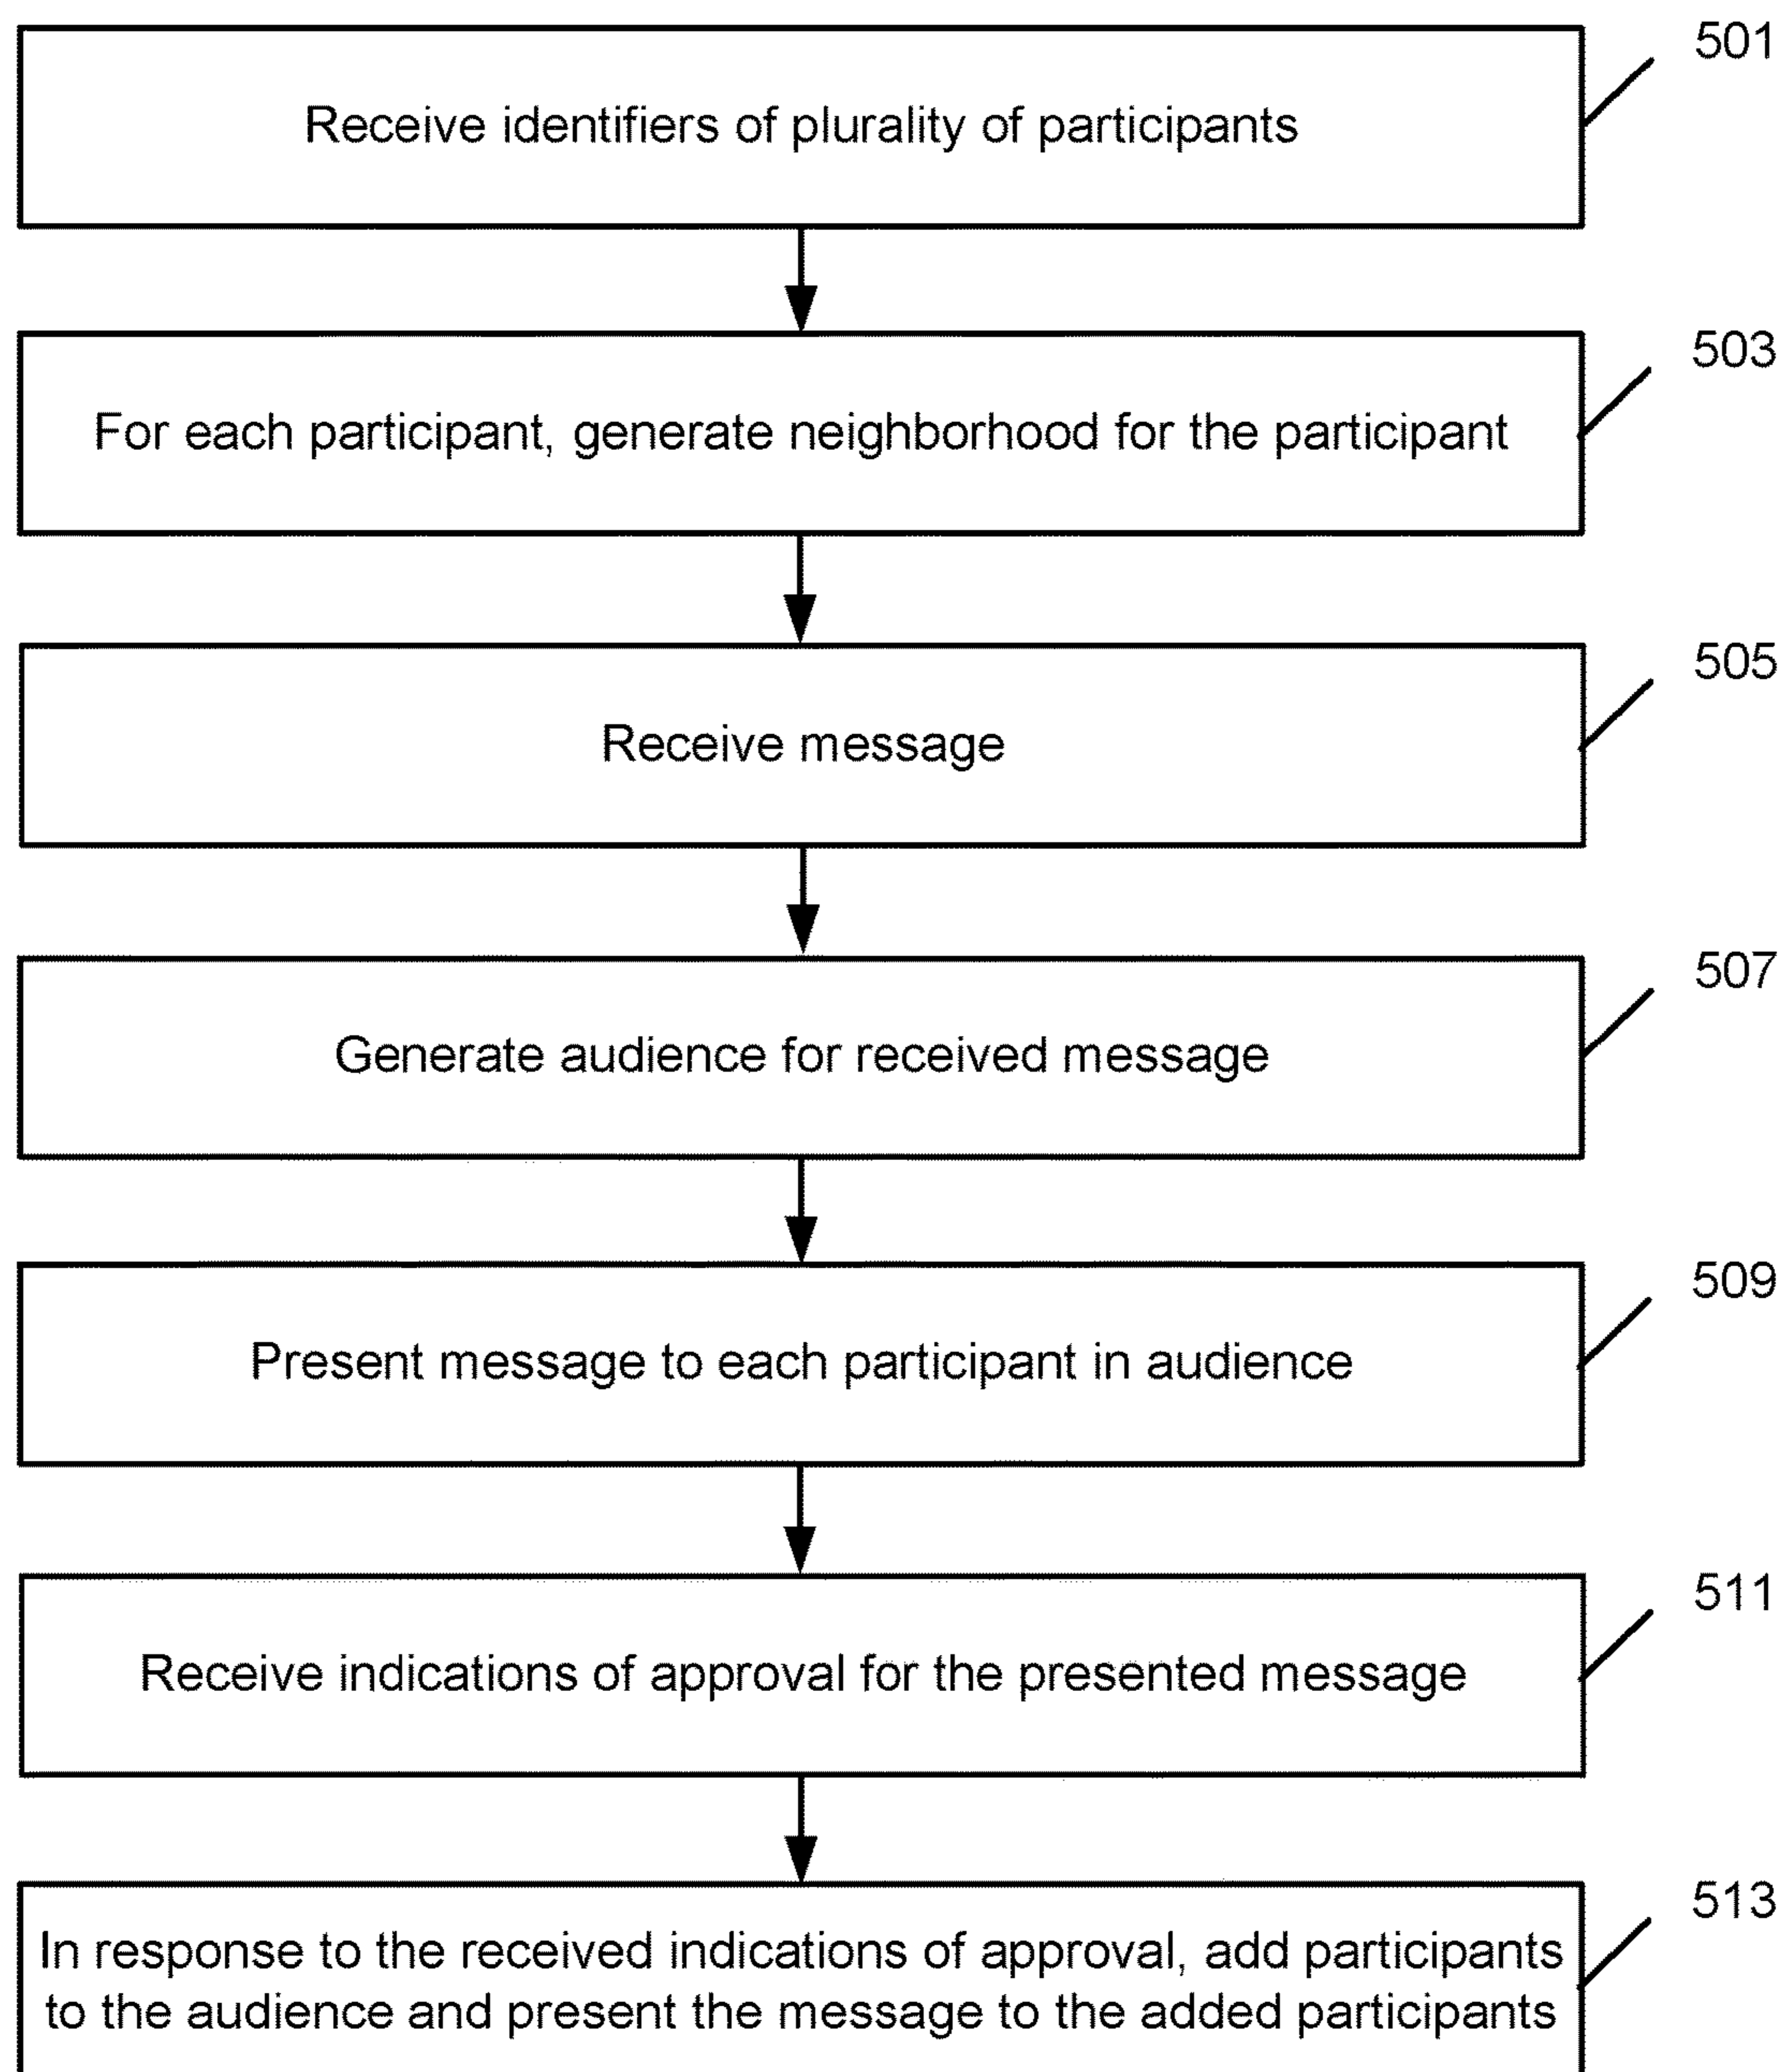 501
Receive identifiers of plurality of participants
503
For each participant, generate neighborhood for the participant
505
Receive message
507
Generate audience for received message
509
Present message to each participant in audience
511
Receive indications of approval for the presented message
513
In response to the received indications of approval, add participants
to the audience and present the message to the added participants